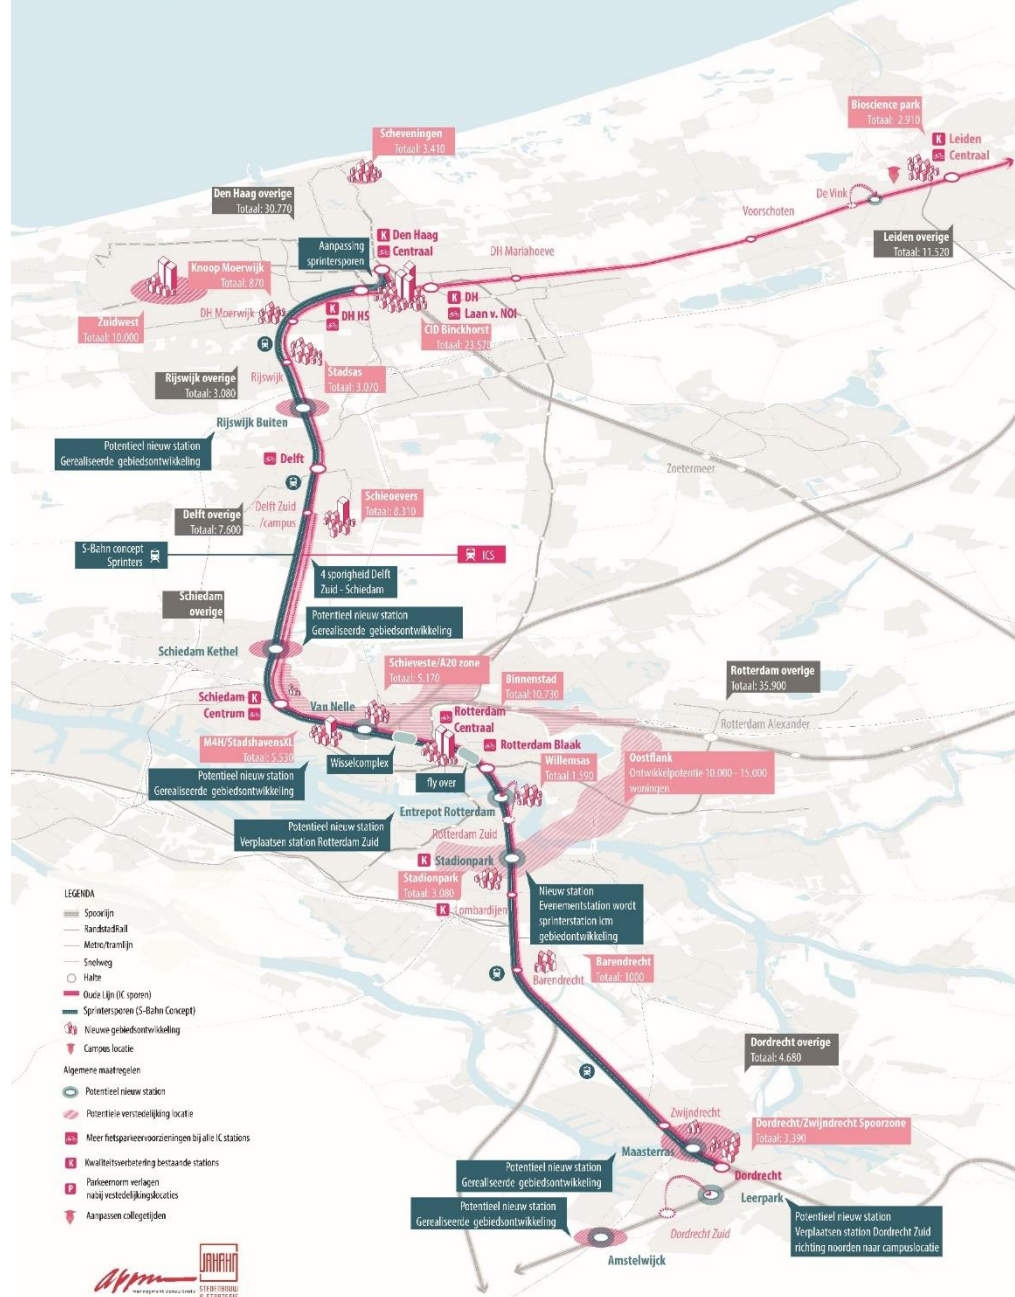 Bioscience park
Totaal: 2.910
K Leiden
Centraal
Scheveningen
Totaal: 3.410
De Vink
Den Haag overige
Totaal: 30.770
Voorschoten
Leiden overige
Totaal: 11.520
Aanpassing
sprintersporen
K Den Haag
Centraal
DH Mariahoeve
Knoop Moerwijk
Totaal: 870
K
DH HS
K DH
Laan v. NOI
Zuidwest
Totaal: 10.000
DH Moerwijk
CID Binckhorst
Totaal: 23.570
Rijswijk overige
Totaal: 3.080
Rijswijk
Stadsas
Totaal: 3.070
Rijswijk Buiten
Potentieel nieuw station
Gerealiseerde gebiedsontwikkeling
Delft
Zoetermeer
Delft overige
Totaal: 7.600
Delft Zuid
/campus
Schieoevers
Totaal: 8.310
S-Bahn concept
Sprinters
ICS
4 sporigheid Delft
Zuid - Schiedam
Schiedam
overige
Potentieel nieuw station
Gerealiseerde gebiedsontwikkeling
Schiedam Kethel
Schieveste/A20 zone
Totaal: 5.170
Binnenstad
Totaal:10.730
Rotterdam overige
Totaal: 35.900
Schiedam K
Centrum
Van Nelle
Rotterdam
Centraal
Rotterdam Alexander
M4H/StadshavensXL
Totaal: 5.530
Rotterdam Blaak
Potentieel nieuw station
Gerealiseerde gebiedsontwikkeling
Wisselcomplex
fly over
Willemsas
Totaal 1.590
Oostflank
Ontwikkelpotentie 10.000 - 15.000
woningen
Entrepot Rotterdam
Potentieel nieuw station
Verplaatsen station Rotterdam Zuid
Rotterdam Zuid
K Stadionpark
Stadionpark
Totaal: 3.080
K Lombardijen
Nieuw station
Evenementstation wordt
sprinterstation icm
gebiedontwikkeling
Barendrecht
Barendrecht
Totaal: 1000
LEGENDA
Spoorlijn
RandstadRail
Metro/tramlijn
Snelweg
Halte
Oude Lijn (IC sporen)
Sprintersporen (S-Bahn Concept)
Nieuwe gebiedsontwikkeling
Campus locatie
Algemene maatregelen
Potentieel nieuw station
Potentiele verstedelijking locatie
Meer fietsparkeervoorzieningen bij alle IC stations
K Kwaliteitsverbetering bestaande stations
P Parkeernorm verlagen
nabij vestedelijkingslocaties
Aanpassen collegetijden
Dordrecht overige
Totaal: 4.680
Zwijndrecht
Dordrecht/Zwijndrecht Spoorzone
Totaal: 3.390
Maasterras
Potentieel nieuw station
Gerealiseerde gebiedsontwikkeling
Dordrecht
Leerpark
Potentieel nieuw station
Gerealiseerde gebiedsontwikkeling
Potentieel nieuw station
Verplaatsen station Dordrecht Zuid
richting noorden naar campuslocatie
Dordrecht Zuid
Amstelwijck
appm
management consultants
JAHAHN
STEDENBOUW
& STRATEGIE